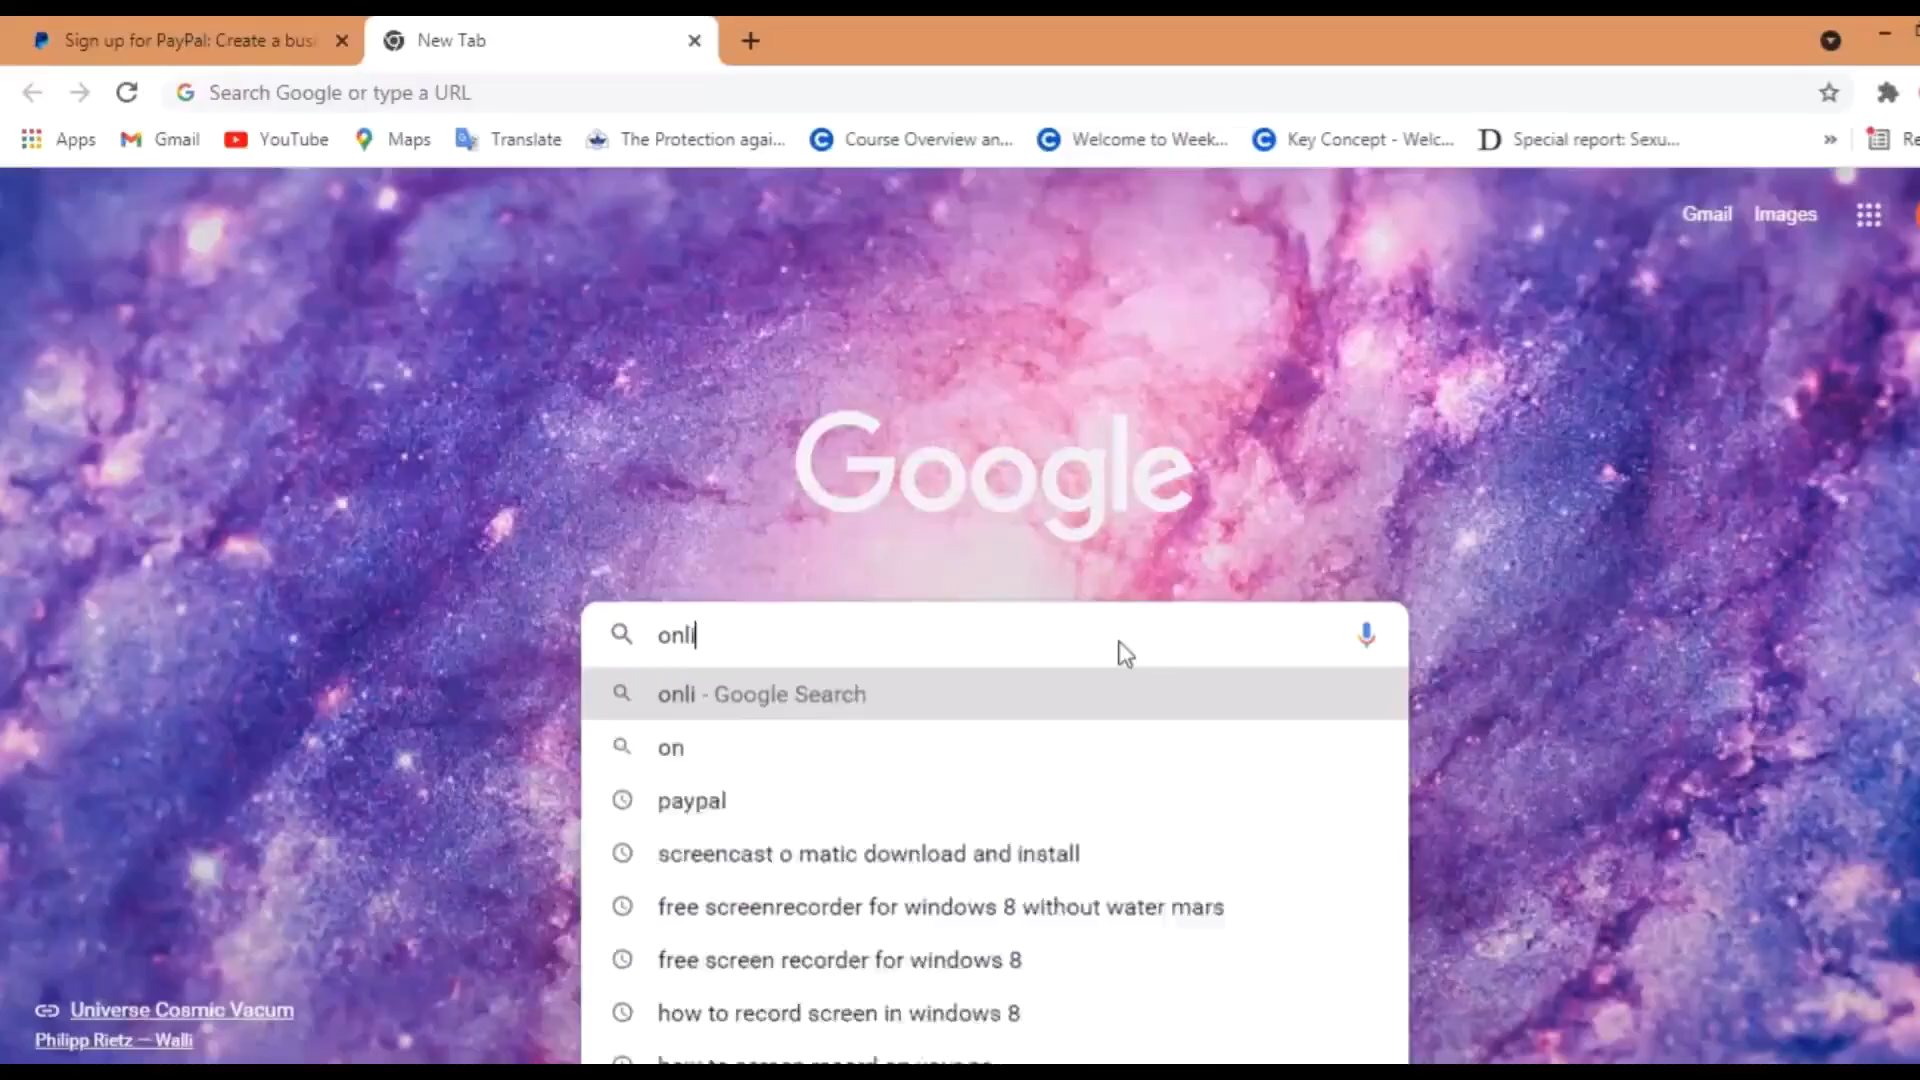 Sign up for PayPal: Create a busi
New Tab
Search Google or type a URL
Apps
Gmail
YouTube
Maps
Translate
The Protection agai...
Course Overview an...
Welcome to Week...
Key Concept - Welc...
D
Special report: Sexu...
»
Re
Gmail Images
Google
onli
onli - Google Search
on
paypal
screencast o matic download and install
free screenrecorder for windows 8 without water mars
free screen recorder for windows 8
how to record screen in windows 8
Universe Cosmic Vacum
Philipp Rietz — Walli